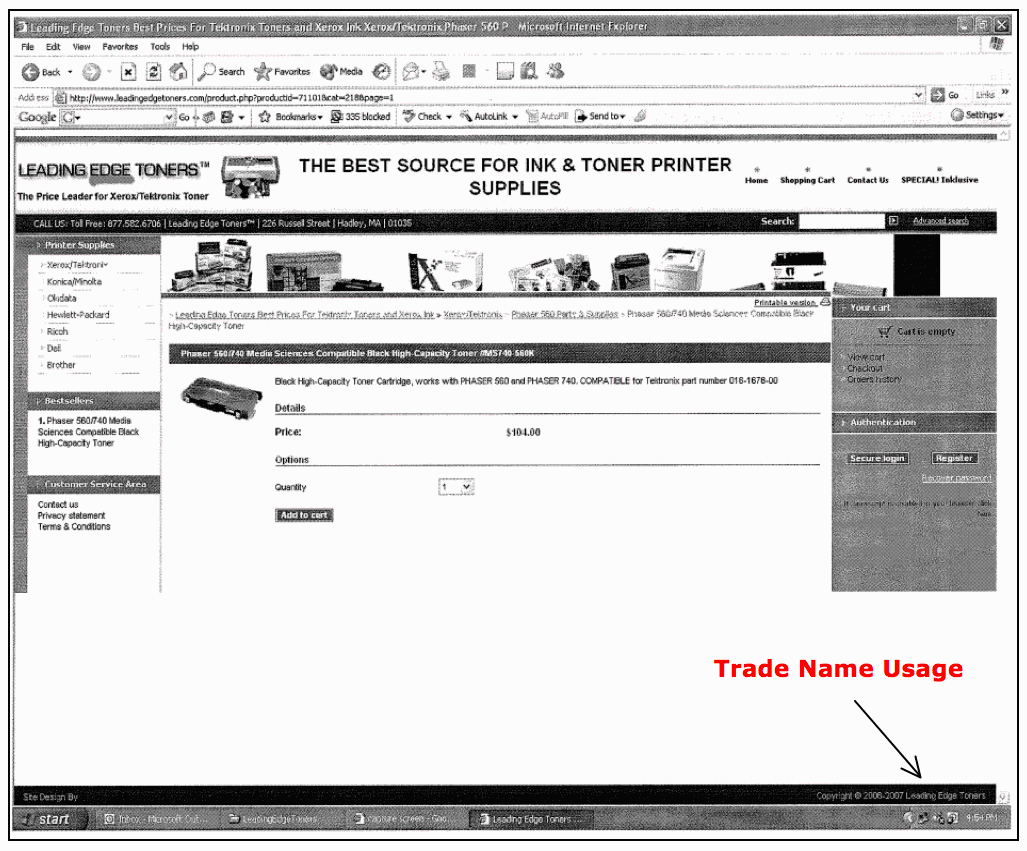 Leading Edge Toners Best Prices For Tektronix Toners and Xerox Ink Xerox/Tektronix Phaser 560 P - Microsoft Internet Explorer
File Edit View Favorites Tools Help
Back Search Favorites Media
Address http://www.leadingedgetoners.com/product.php?productid=71101&cat=218&page=1 Go Links »
Google G Go Bookmarks 335 blocked Check AutoLink AutoFill Send to Settings
LEADING EDGE TONERS™
The Price Leader for Xerox/Tektronix Toner
THE BEST SOURCE FOR INK & TONER PRINTER
SUPPLIES
Home Shopping Cart Contact Us SPECIAL! Inklusive
CALL US: Toll Free: 877.582.6706 | Leading Edge Toners™ | 226 Russell Street | Hadley, MA | 01035 Search: Advanced search
Printer Supplies
Xerox/Tektronix
Konica/Minolta
Okidata
Hewlett-Packard
Ricoh
Dell
Brother
Bestsellers
1. Phaser 560/740 Media
Sciences Compatible Black
High-Capacity Toner
Customer Service Area
Contact us
Privacy statement
Terms & Conditions
Printable version
Leading Edge Toners Best Prices For Tektronix Toners and Xerox Ink » Xerox/Tektronix » Phaser 560 Parts & Supplies » Phaser 560/740 Media Sciences Compatible Black
High-Capacity Toner
Phaser 560/740 Media Sciences Compatible Black High-Capacity Toner //MS740-560K
Black High-Capacity Toner Cartridge, works with PHASER 560 and PHASER 740. COMPATIBLE for Tektronix part number 016-1678-00
Details
Price: $104.00
Options
Quantity 1
Add to cart
Your cart
Cart is empty
View cart
Checkout
Orders history
Authentication
Secure login Register
Recover password
If Javascript is disabled in your browser click
here
Trade Name Usage
Site Design By
Copyright © 2006-2007 Leading Edge Toners
start Inbox - Microsoft Out... LeadingEdgeToners capture screen - Goo... Leading Edge Toners ... 9:54 PM